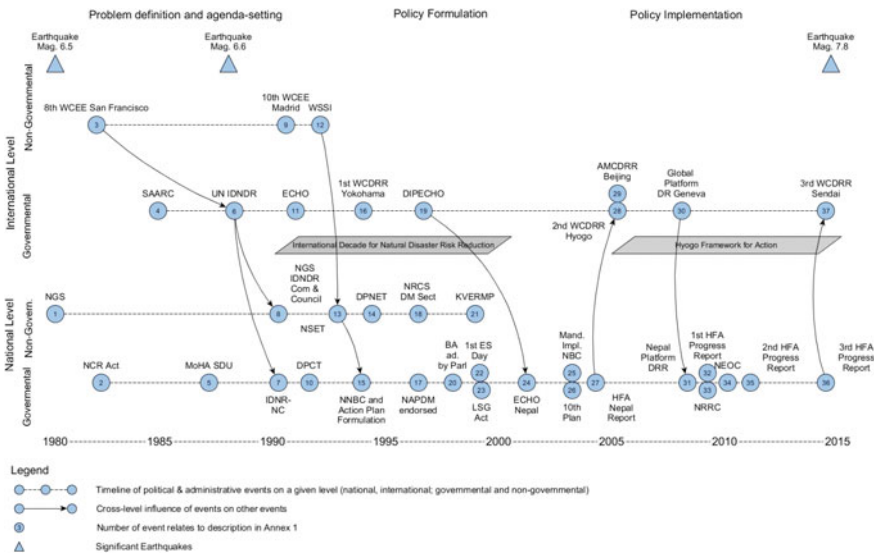 Problem definition and agenda-setting
Policy Formulation
Policy Implementation
Earthquake
Mag. 6.5
Earthquake
Mag. 6.6
Earthquake
Mag. 7.8
International Level
Non-Governmental
8th WCEE San Francisco
10th WCEE
Madrid
WSSI
3
9
12
Governmental
SAARC
UN IDNDR
ECHO
1st WCDRR
Yokohama
DIPECHO
AMCDRR
Beijing
Global
Platform
DR Geneva
3rd WCDRR
Sendai
4
6
11
16
19
29
28
30
37
2nd WCDRR
Hyogo
International Decade for Natural Disaster Risk Reduction
Hyogo Framework for Action
National Level
Non-Govern.
NGS
NGS
IDNDR
Com &
Council
NSET
DPNET
NRCS
DM Sect
KVERMP
1
8
13
14
18
21
Governmental
NCR Act
MoHA SDU
DPCT
BA
ad.
by Parl
1st ES
Day
Mand.
Impl.
NBC
Nepal
Platform
DRR
1st HFA
Progress
Report
NEOC
2nd HFA
Progress
Report
3rd HFA
Progress
Report
2
5
7
10
15
17
20
22
23
24
25
26
27
31
32
33
34
35
36
IDNR-
NC
NNBC and
Action Plan
Formulation
NAPDM
endorsed
LSG
Act
ECHO
Nepal
10th
Plan
HFA
Nepal
Report
NRRC
1980
1985
1990
1995
2000
2005
2010
2015
Legend
Timeline of political & administrative events on a given level (national, international; governmental and non-governmental)
Cross-level influence of events on other events
3
Number of event relates to description in Annex 1
Significant Earthquakes